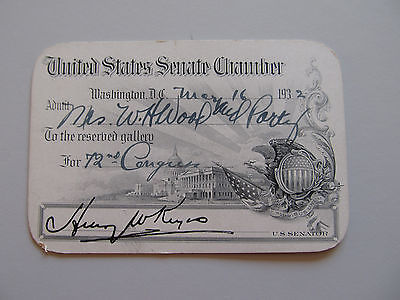 United States Senate Chamber
Washington, D.C. May 16 1932
Admit Mrs. W H Wood and Party
To the reserved gallery
For 72nd Congress
Henry W Keyes
U.S. SENATOR